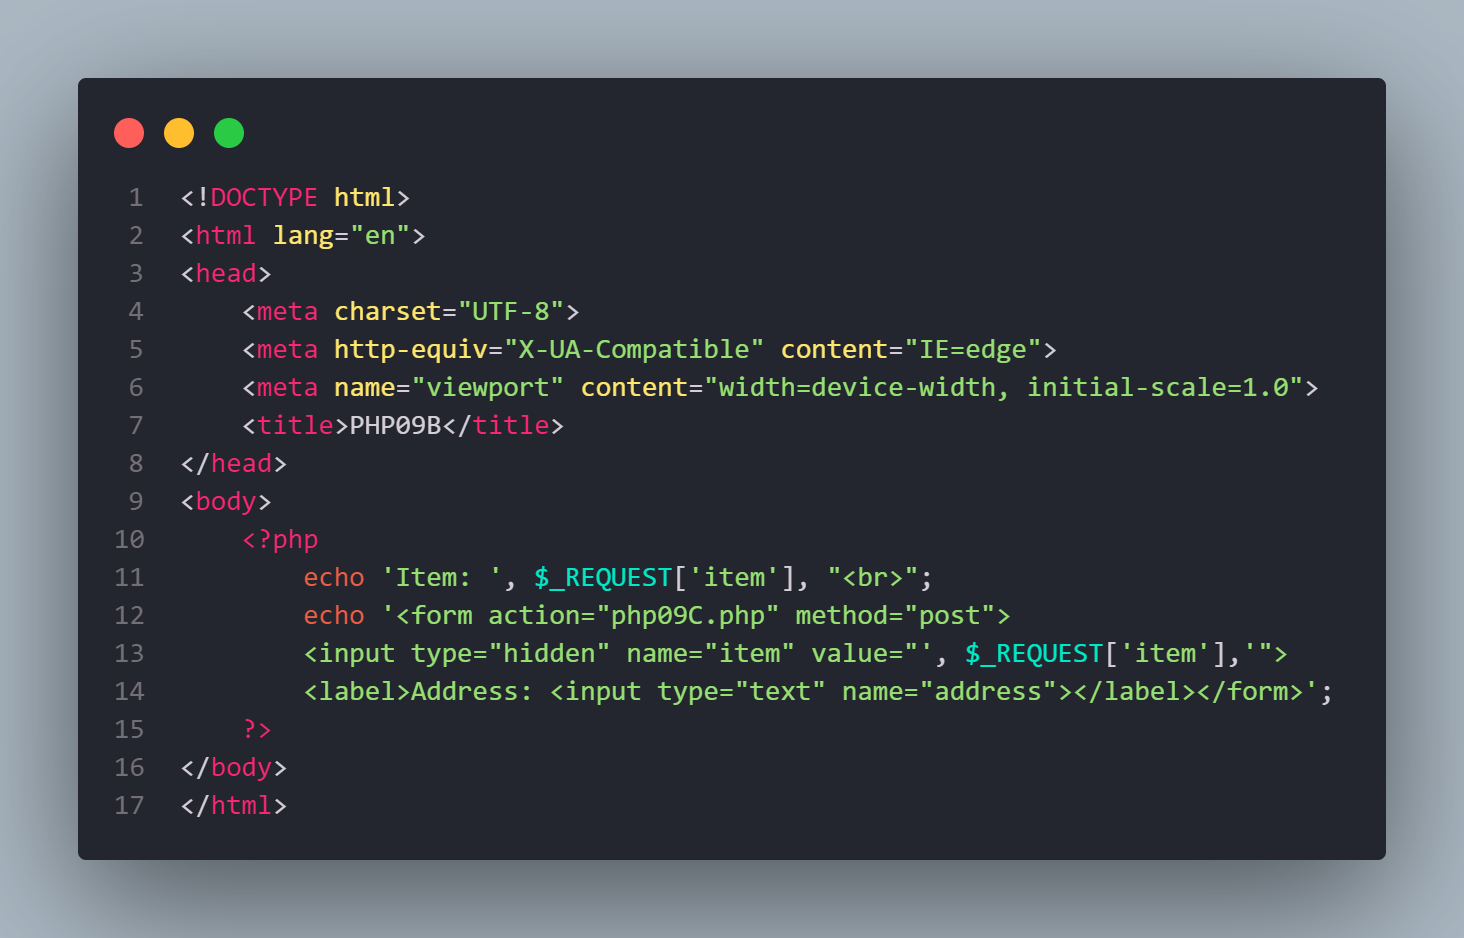 1 <!DOCTYPE html>
2 <html lang="en">
3 <head>
4     <meta charset="UTF-8">
5     <meta http-equiv="X-UA-Compatible" content="IE=edge">
6     <meta name="viewport" content="width=device-width, initial-scale=1.0">
7     <title>PHP09B</title>
8 </head>
9 <body>
10     <?php
11         echo 'Item: ', $_REQUEST['item'], "<br>";
12         echo '<form action="php09C.php" method="post">
13         <input type="hidden" name="item" value="', $_REQUEST['item'],'">
14         <label>Address: <input type="text" name="address"></label></form>';
15     ?>
16 </body>
17 </html>